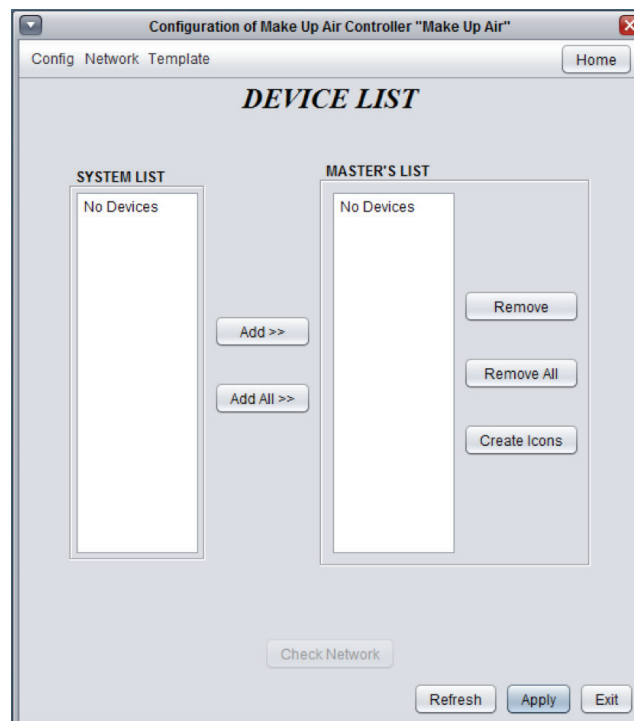 Configuration of Make Up Air Controller "Make Up Air"
Config Network Template
Home
DEVICE LIST
SYSTEM LIST
No Devices
Add >>
Add All >>
MASTER'S LIST
No Devices
Remove
Remove All
Create Icons
Check Network
Refresh Apply Exit